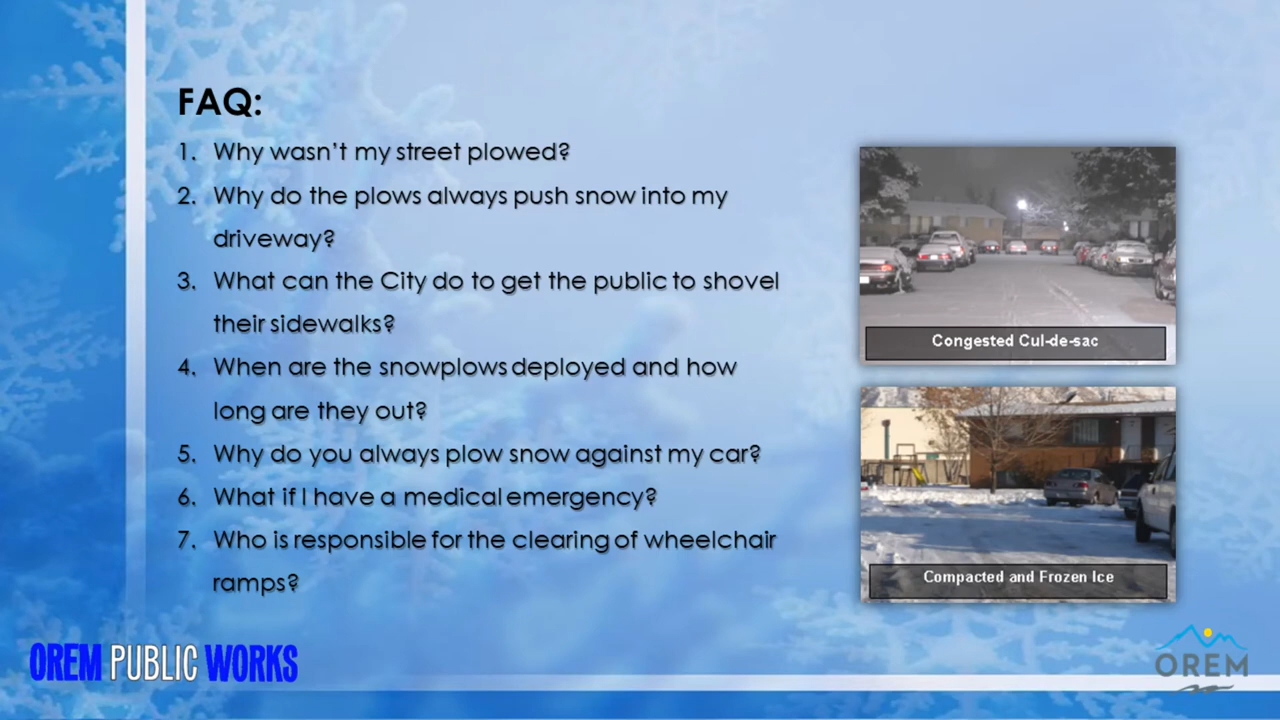 FAQ:
1. Why wasn't my street plowed?
2. Why do the plows always push snow into my
driveway?
3. What can the City do to get the public to shovel
their sidewalks?
4. When are the snowplows deployed and how
long are they out?
5. Why do you always plow snow against my car?
6. What if I have a medical emergency?
7. Who is responsible for the clearing of wheelchair
ramps?
Congested Cul-de-sac
Compacted and Frozen Ice
OREM PUBLIC WORKS
OREM